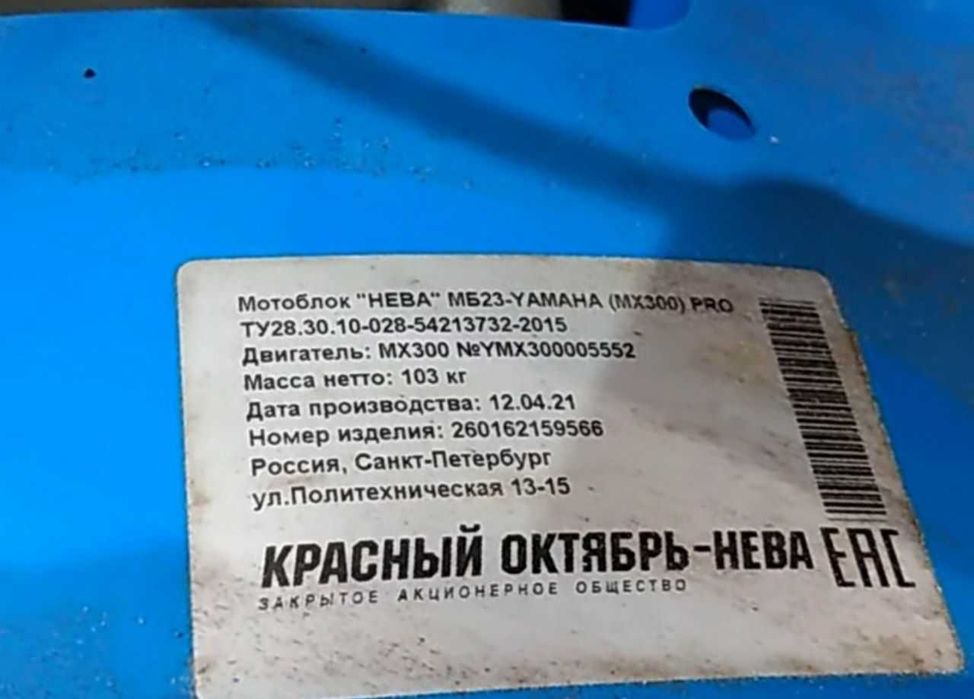 Мотоблок "НЕВА" МБ23-YAMAHA (MX300) PRO
ТУ28.30.10-028-54213732-2015
Двигатель: MX300 №YMX300005552
Масса нетто: 103 кг
Дата производства: 12.04.21
Номер изделия: 260162159566
Россия, Санкт-Петербург
ул.Политехническая 13-15
КРАСНЫЙ ОКТЯБРЬ-НЕВА EAC
ЗАКРЫТОЕ АКЦИОНЕРНОЕ ОБЩЕСТВО